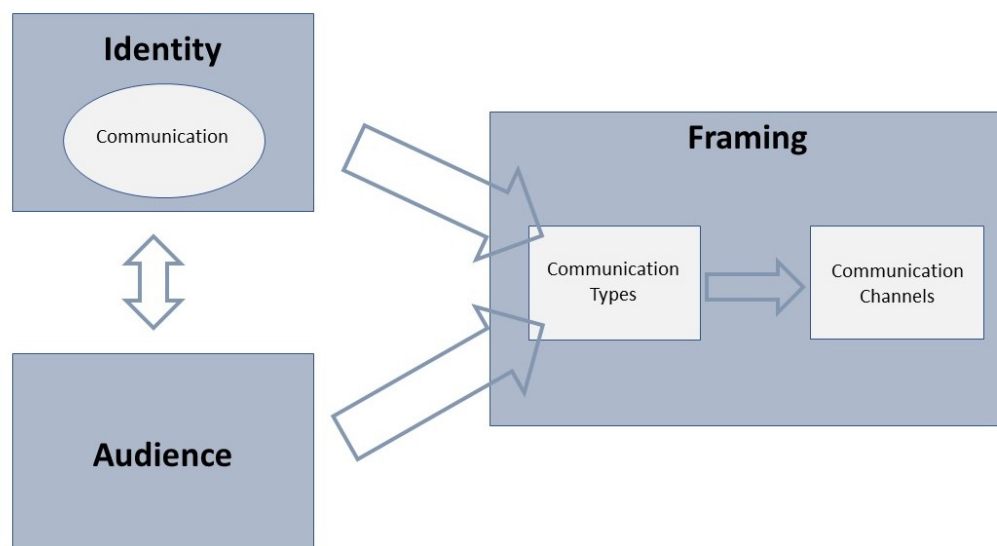 Identity
Communication
Framing
Communication
Types
Communication
Channels
Audience